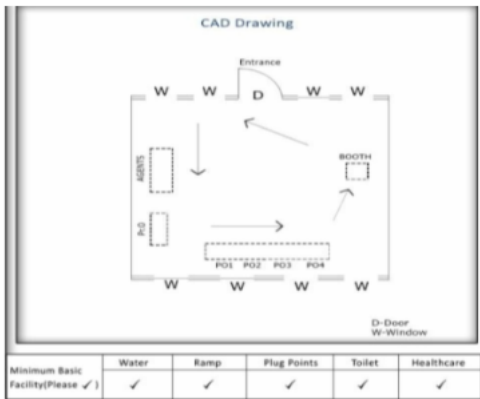 CAD Drawing
Entrance
W W D W W
AGENTS
BOOTH
PrO
PO1 PO2 PO3 PO4
W W W W
D-Door
W-Window
Minimum Basic Facility(Please ✓) Water Ramp Plug Points Toilet Healthcare
✓ ✓ ✓ ✓ ✓